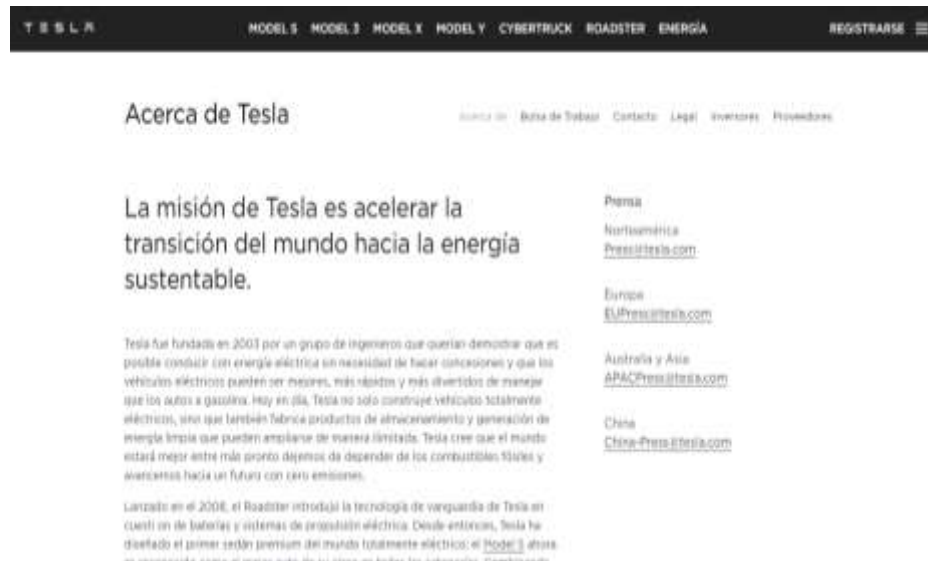 TESLA
MODEL S MODEL 3 MODEL X MODEL Y CYBERTRUCK ROADSTER ENERGÍA
REGISTRARSE
Acerca de Tesla
Acerca de Bolsa de Trabajo Contacto Legal Inversores Proveedores
La misión de Tesla es acelerar la
transición del mundo hacia la energía
sustentable.
Tesla fue fundada en 2003 por un grupo de ingenieros que querían demostrar que es
posible conducir con energía eléctrica sin necesidad de hacer concesiones y que los
vehículos eléctricos pueden ser mejores, más rápidos y más divertidos de manejar
que los autos a gasolina. Hoy en día, Tesla no solo construye vehículos totalmente
eléctricos, sino que también fabrica productos de almacenamiento y generación de
energía limpia que pueden ampliarse de manera ilimitada. Tesla cree que el mundo
estará mejor entre más pronto dejemos de depender de los combustibles fósiles y
avancemos hacia un futuro con cero emisiones.
Lanzado en el 2008, el Roadster introdujo la tecnología de vanguardia de Tesla en
cuesti on de baterías y sistemas de propulsión eléctrica. Desde entonces, Tesla ha
diseñado el primer sedán premium del mundo totalmente eléctrico: el Model S ahora
Prensa
Norteamérica
Press@tesla.com
Europa
EUPress@tesla.com
Australia y Asia
APACPress@tesla.com
China
China-Press@tesla.com